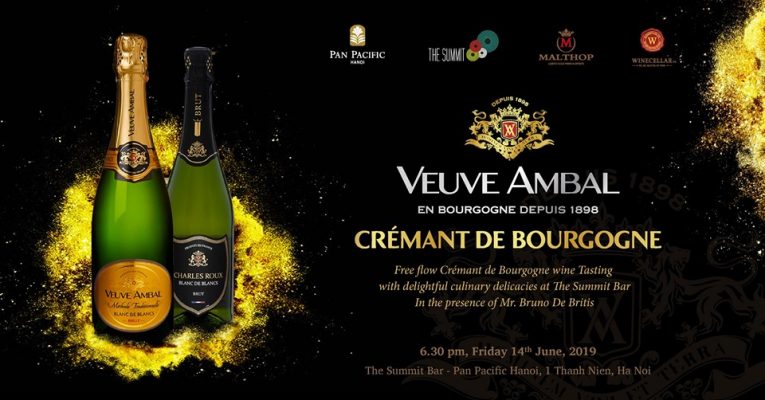 PAN PACIFIC
HANOI
THE SUMMIT
MALTHOP
WINECELLAR
DEPUIS 1898
VEUVE AMBAL
EN BOURGOGNE DEPUIS 1898
CRÉMANT DE BOURGOGNE
Free flow Crémant de Bourgogne wine Tasting
with delightful culinary delicacies at The Summit Bar
In the presence of Mr. Bruno De Britis
6.30 pm, Friday 14th June, 2019
The Summit Bar - Pan Pacific Hanoi, 1 Thanh Nien, Ha Noi
BRUT
CHARLES ROUX
BLANC DE BLANCS
BRUT
VEUVE AMBAL
Méthode Traditionnelle
BLANC DE BLANCS
BRUT